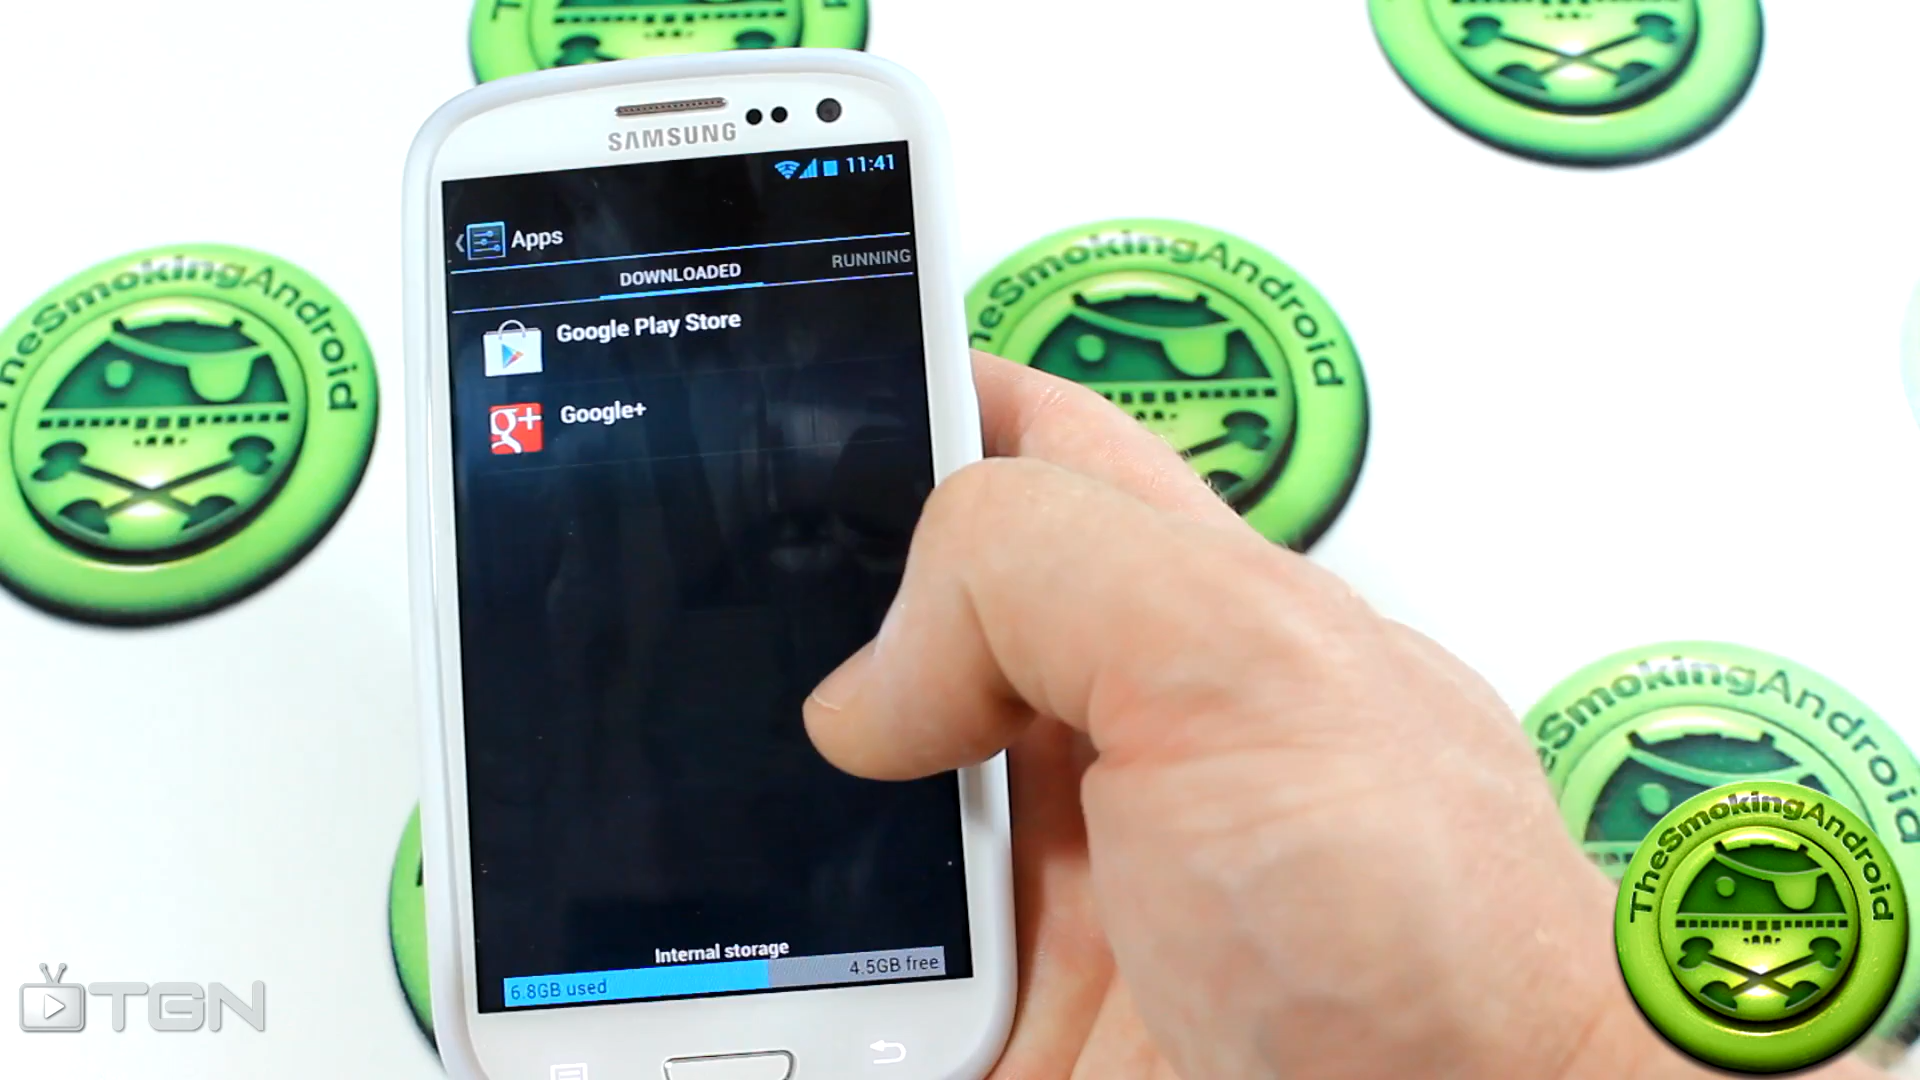 SAMSUNG
11:41
Apps
DOWNLOADED
RUNNING
Google Play Store
g+
Google+
Internal storage
6.8GB used
4.5GB free
TheSmokingAndroid
TheSmokingAndroid
TheSmokingAndroid
TheSmokingAndroid
TGN